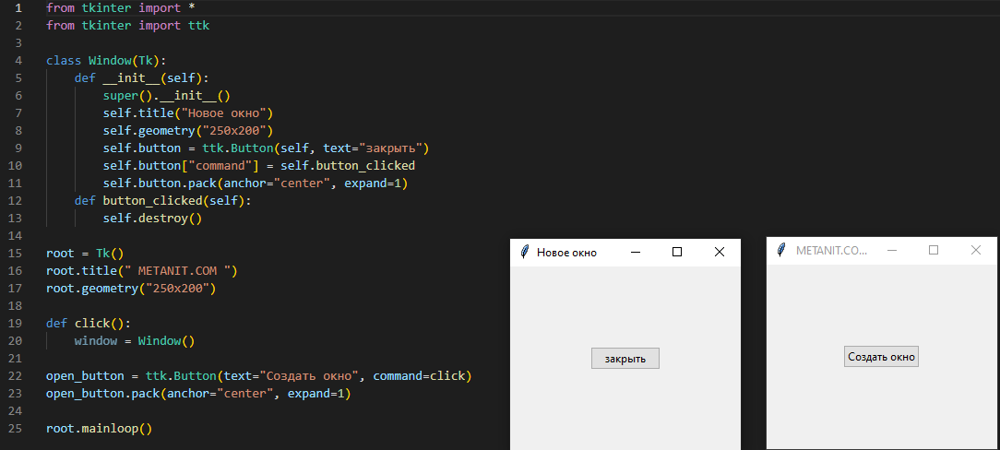 1 from tkinter import *
2 from tkinter import ttk
3
4 class Window(Tk):
5     def __init__(self):
6         super().__init__()
7         self.title("Новое окно")
8         self.geometry("250x200")
9         self.button = ttk.Button(self, text="закрыть")
10         self.button["command"] = self.button_clicked
11         self.button.pack(anchor="center", expand=1)
12     def button_clicked(self):
13         self.destroy()
14
15 root = Tk()
16 root.title(" METANIT.COM ")
17 root.geometry("250x200")
18
19 def click():
20     window = Window()
21
22 open_button = ttk.Button(text="Создать окно", command=click)
23 open_button.pack(anchor="center", expand=1)
24
25 root.mainloop()
Новое окно
закрыть
METANIT.CO...
Создать окно